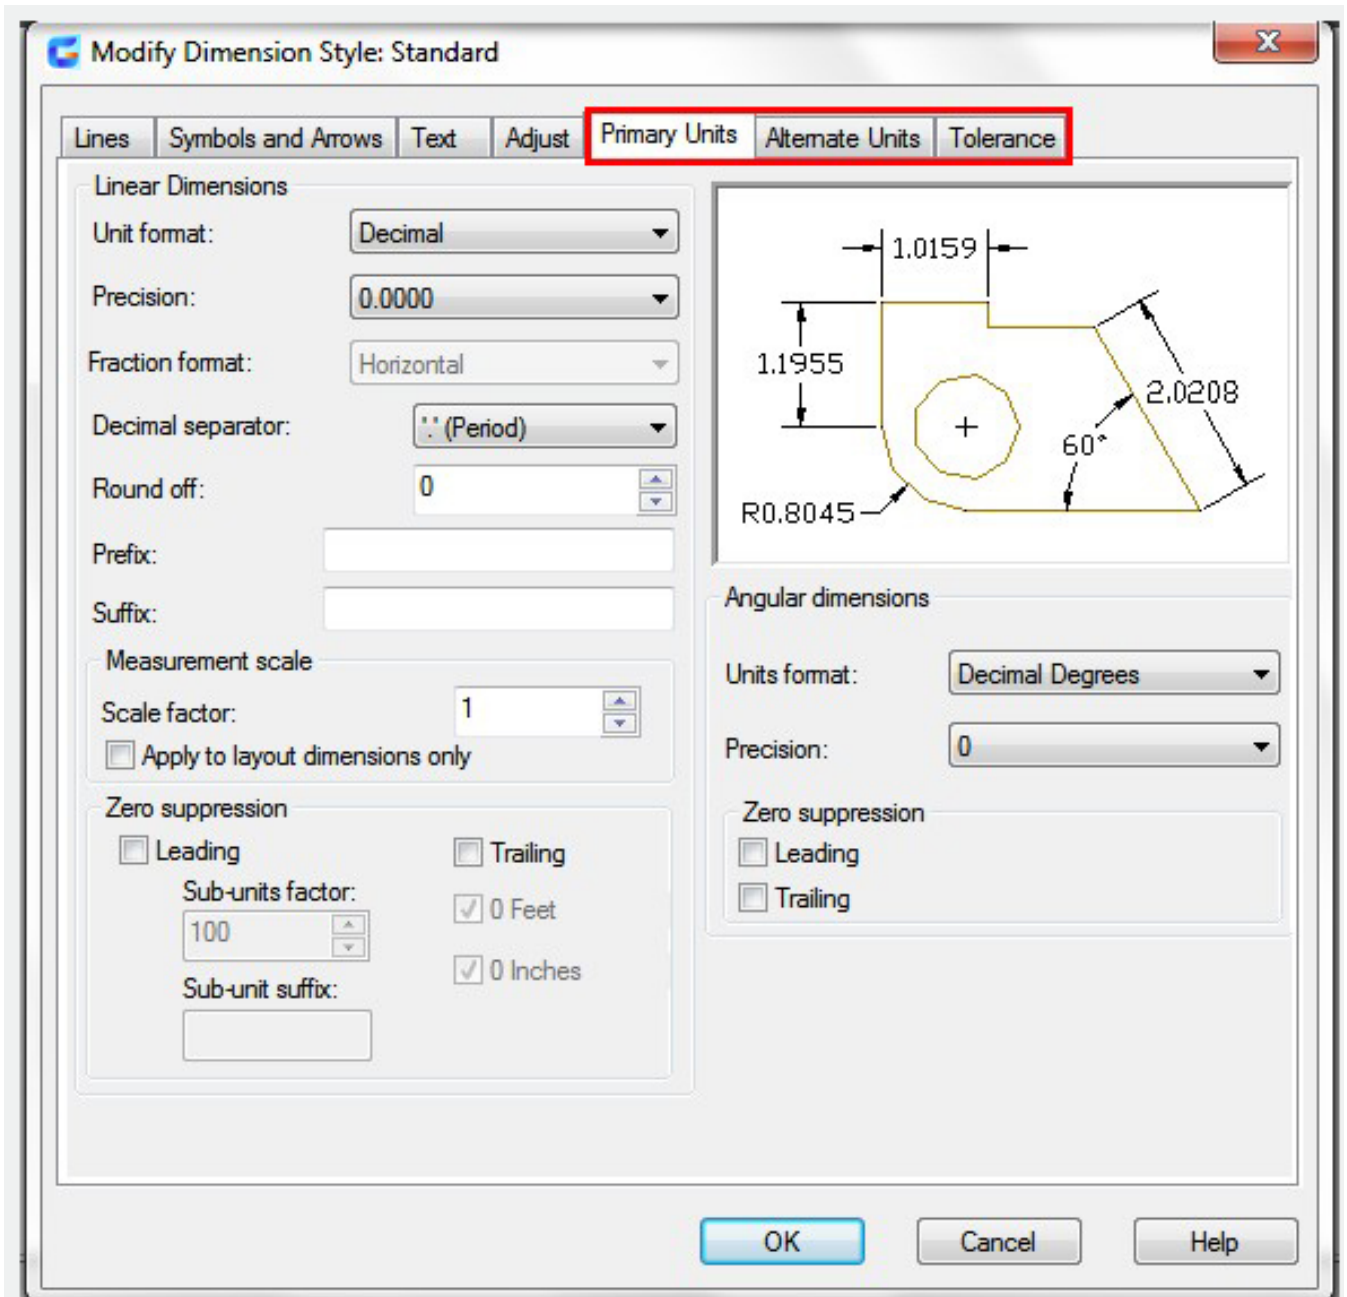 Modify Dimension Style: Standard
X
Lines Symbols and Arrows Text Adjust Primary Units Alternate Units Tolerance
Linear Dimensions
Unit format: Decimal
Precision: 0.0000
Fraction format: Horizontal
Decimal separator: '.' (Period)
Round off: 0
Prefix:
Suffix:
Measurement scale
Scale factor: 1
Apply to layout dimensions only
Zero suppression
Leading Trailing
Sub-units factor:
100
0 Feet
Sub-unit suffix:
0 Inches
1.0159
1.1955
2.0208
60°
R0.8045
Angular dimensions
Units format: Decimal Degrees
Precision: 0
Zero suppression
Leading
Trailing
OK Cancel Help